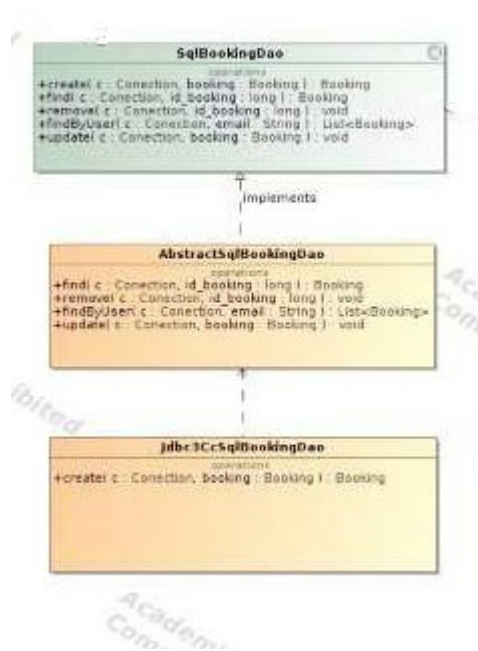 SqlBookingDao
operations
+create( c : Conection, booking : Booking ) : Booking
+find( c : Conection, id_booking : long ) : Booking
+remove( c : Conection, id_booking : long ) : void
+findByUser( c : Conection, email : String ) : List<Booking>
+update( c : Conection, booking : Booking ) : void
implements
AbstractSqlBookingDao
operations
+find( c : Conection, id_booking : long ) : Booking
+remove( c : Conection, id_booking : long ) : void
+findByUser( c : Conection, email : String ) : List<Booking>
+update( c : Conection, booking : Booking ) : void
Jdbc3CcSqlBookingDao
operations
+create( c : Conection, booking : Booking ) : Booking